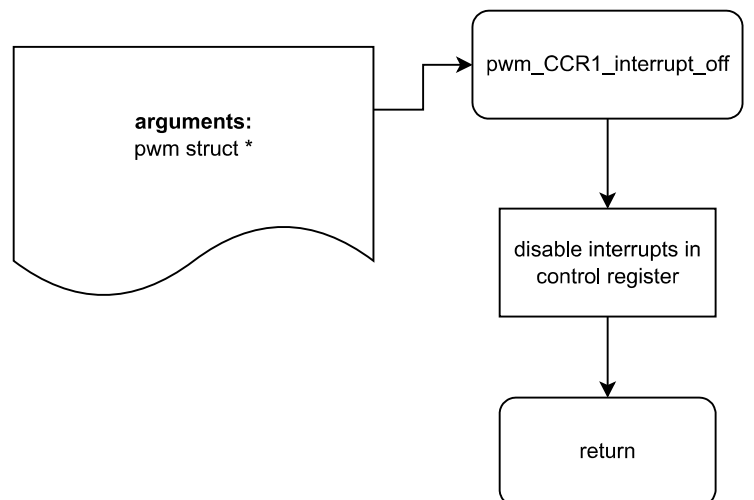 arguments:
pwm struct *
pwm_CCR1_interrupt_off
disable interrupts in
control register
return